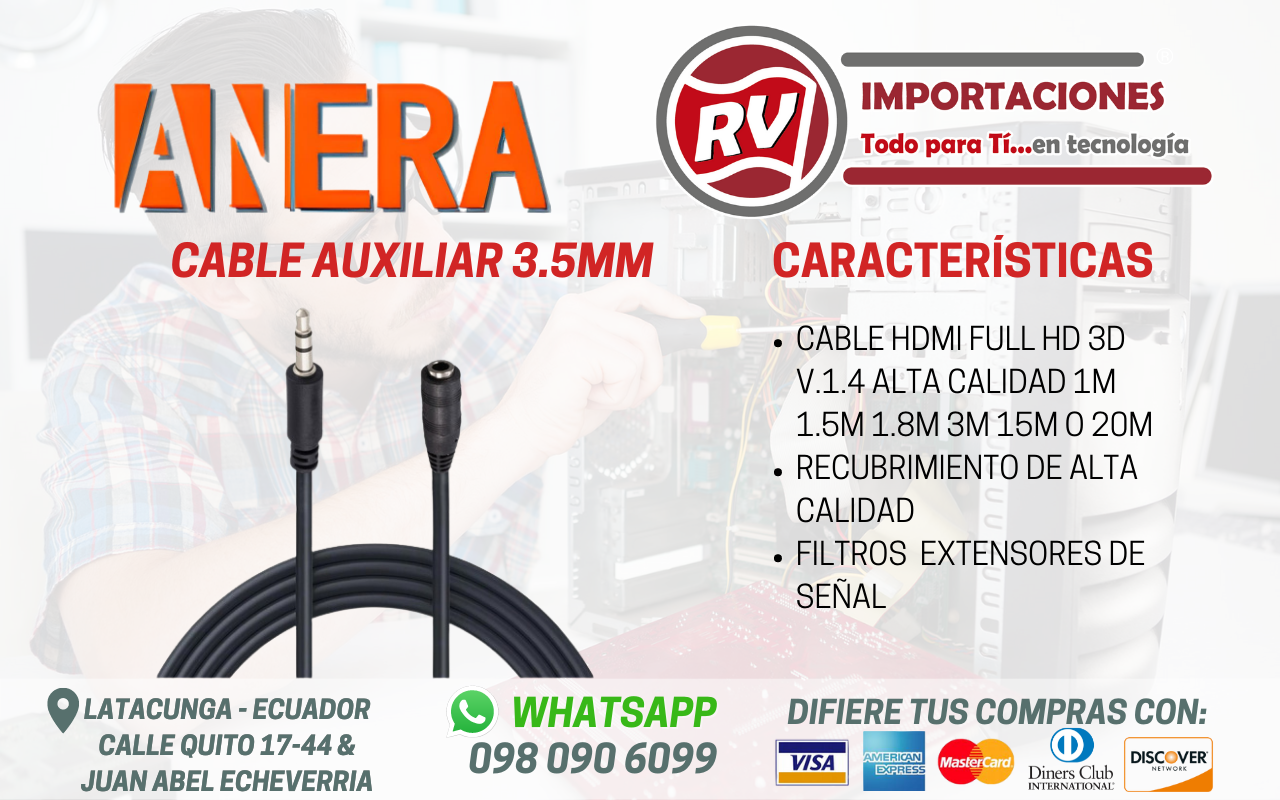 ANERA
RV
IMPORTACIONES
Todo para Tí...en tecnología
CABLE AUXILIAR 3.5MM
CARACTERÍSTICAS
• CABLE HDMI FULL HD 3D
V.1.4 ALTA CALIDAD 1M
1.5M 1.8M 3M 15M O 20M
• RECUBRIMIENTO DE ALTA
CALIDAD
• FILTROS EXTENSORES DE
SEÑAL
LATACUNGA - ECUADOR
CALLE QUITO 17-44 &
JUAN ABEL ECHEVERRIA
WHATSAPP
098 090 6099
DIFIERE TUS COMPRAS CON:
VISA
AMERICAN
EXPRESS
MasterCard
Diners Club
INTERNATIONAL
DISCOVER
NETWORK